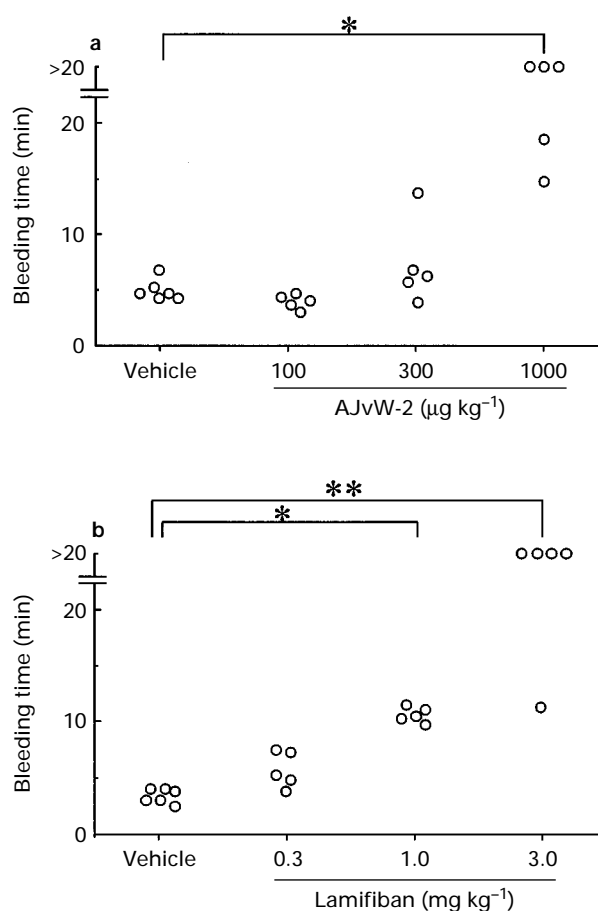 a
*
>20
20
10
0
Bleeding time (min)
Vehicle
100
300
1000
AJvW-2 (µg kg⁻¹)
b
**
*
>20
20
10
0
Bleeding time (min)
Vehicle
0.3
1.0
3.0
Lamifiban (mg kg⁻¹)